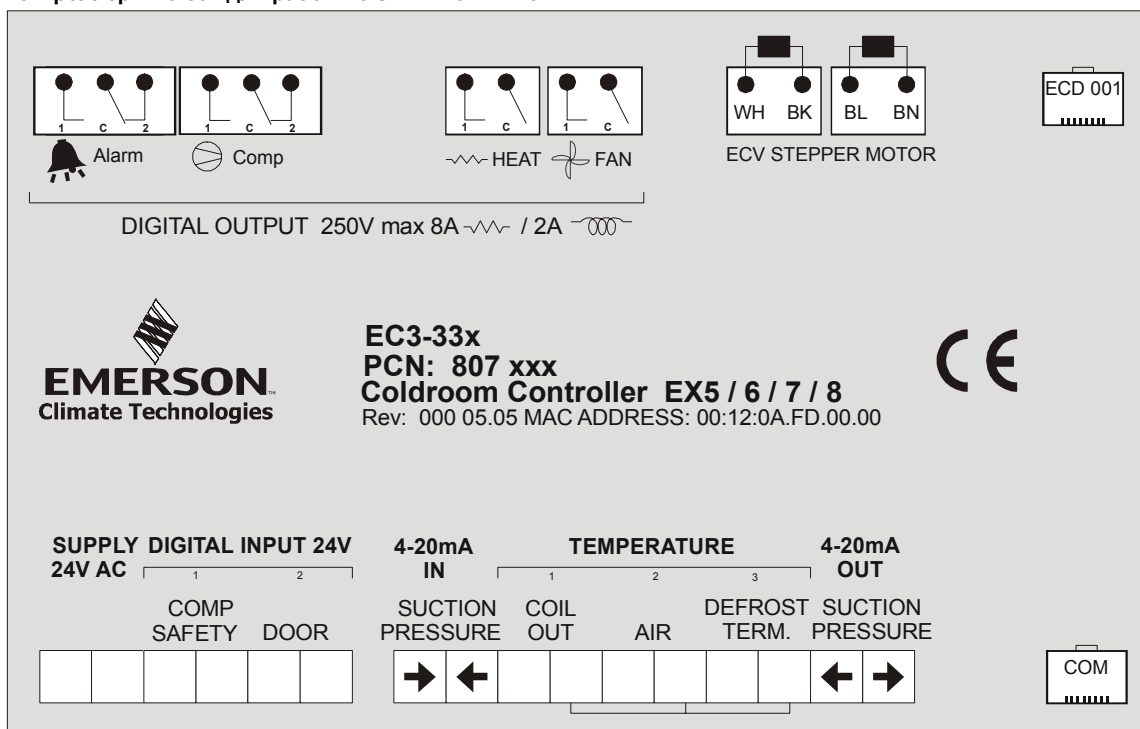 ECD 001
WH BK BL BN
1 C 2 1 C 2 1 C 1 C
Alarm Comp HEAT FAN ECV STEPPER MOTOR
DIGITAL OUTPUT 250V max 8A / 2A
EC3-33x
PCN: 807 xxx
Coldroom Controller EX5 / 6 / 7 / 8
Rev: 000 05.05 MAC ADDRESS: 00:12:0A.FD.00.00
EMERSON™
Climate Technologies
CE
SUPPLY
24V AC
DIGITAL INPUT 24V
1 2
COMP
SAFETY
DOOR
4-20mA
IN
SUCTION
PRESSURE
TEMPERATURE
1 2 3
COIL
OUT
AIR
DEFROST
TERM.
4-20mA
OUT
SUCTION
PRESSURE
COM